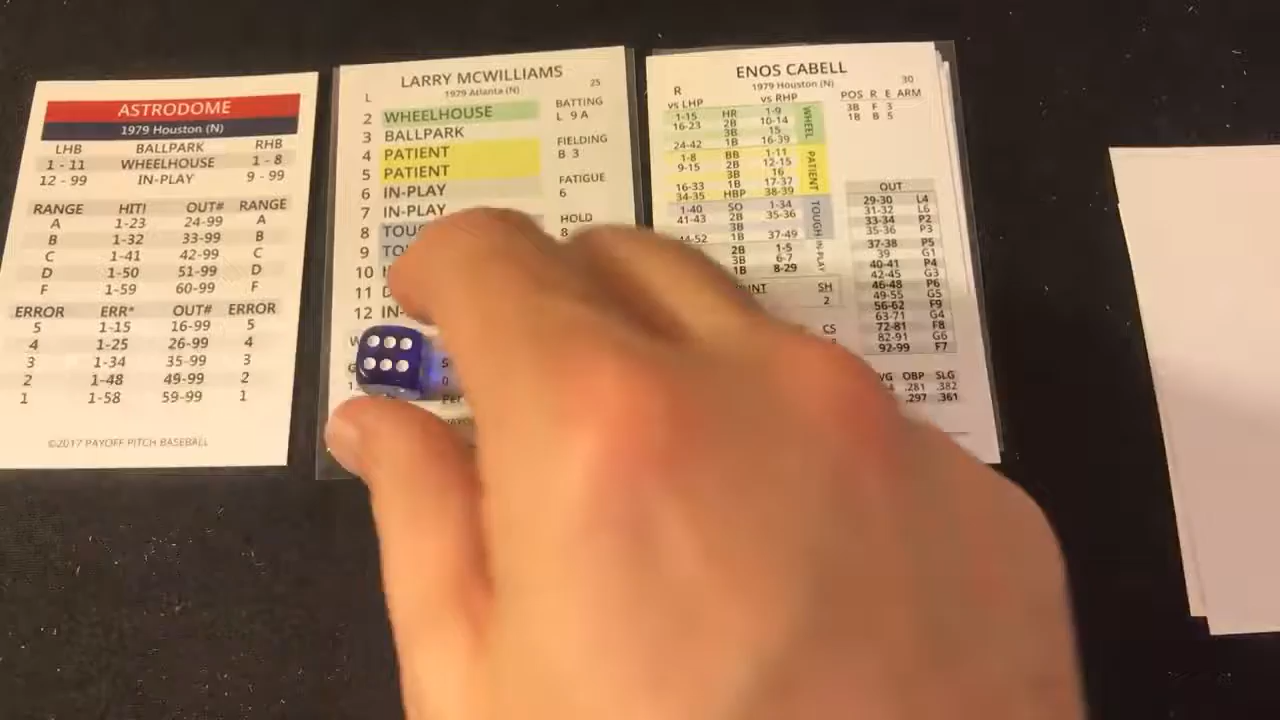 ASTRODOME
1979 Houston (N)
LHB BALLPARK RHB
1 - 11 WHEELHOUSE 1 - 8
12 - 99 IN-PLAY 9 - 99
RANGE HIT! OUT# RANGE
A 1-23 24-99 A
B 1-32 33-99 B
C 1-41 42-99 C
D 1-50 51-99 D
F 1-59 60-99 F
ERROR ERR* OUT# ERROR
5 1-15 16-99 5
4 1-25 26-99 4
3 1-34 35-99 3
2 1-48 49-99 2
1 1-58 59-99 1
©2017 PAYOFF PITCH BASEBALL
LARRY MCWILLIAMS
1979 Atlanta (N)
25
L
2 WHEELHOUSE
3 BALLPARK
4 PATIENT
5 PATIENT
6 IN-PLAY
7 IN-PLAY
8
9
10
11
12
BATTING
L 9 A
FIELDING
B 3
FATIGUE
6
HOLD
8
ENOS CABELL
1979 Houston (N)
30
R
vs LHP vs RHP
1-15 HR 1-9
16-23 2B 10-14
3B 15
24-42 1B 16-39
WHEEL
1-8 BB 1-11
9-15 2B 12-15
3B 16
16-33 1B 17-37
34-35 HBP 38-39
PATIENT
1-40 SO 1-34
41-43 2B 35-36
3B
44-52 1B 37-49
TOUGH
2B 1-5
3B 6-7
1B 8-29
IN-PLAY
SH
2
CS
POS R E ARM
3B F 3
1B B 5
OUT
29-30 L4
31-32 L6
33-34 P2
35-36 P3
37-38 P5
39 G1
40-41 P4
42-45 G3
46-48 P6
49-55 G5
56-62 F9
63-71 G4
72-81 F8
82-91 G6
92-99 F7
OBP SLG
.281 .382
.297 .361